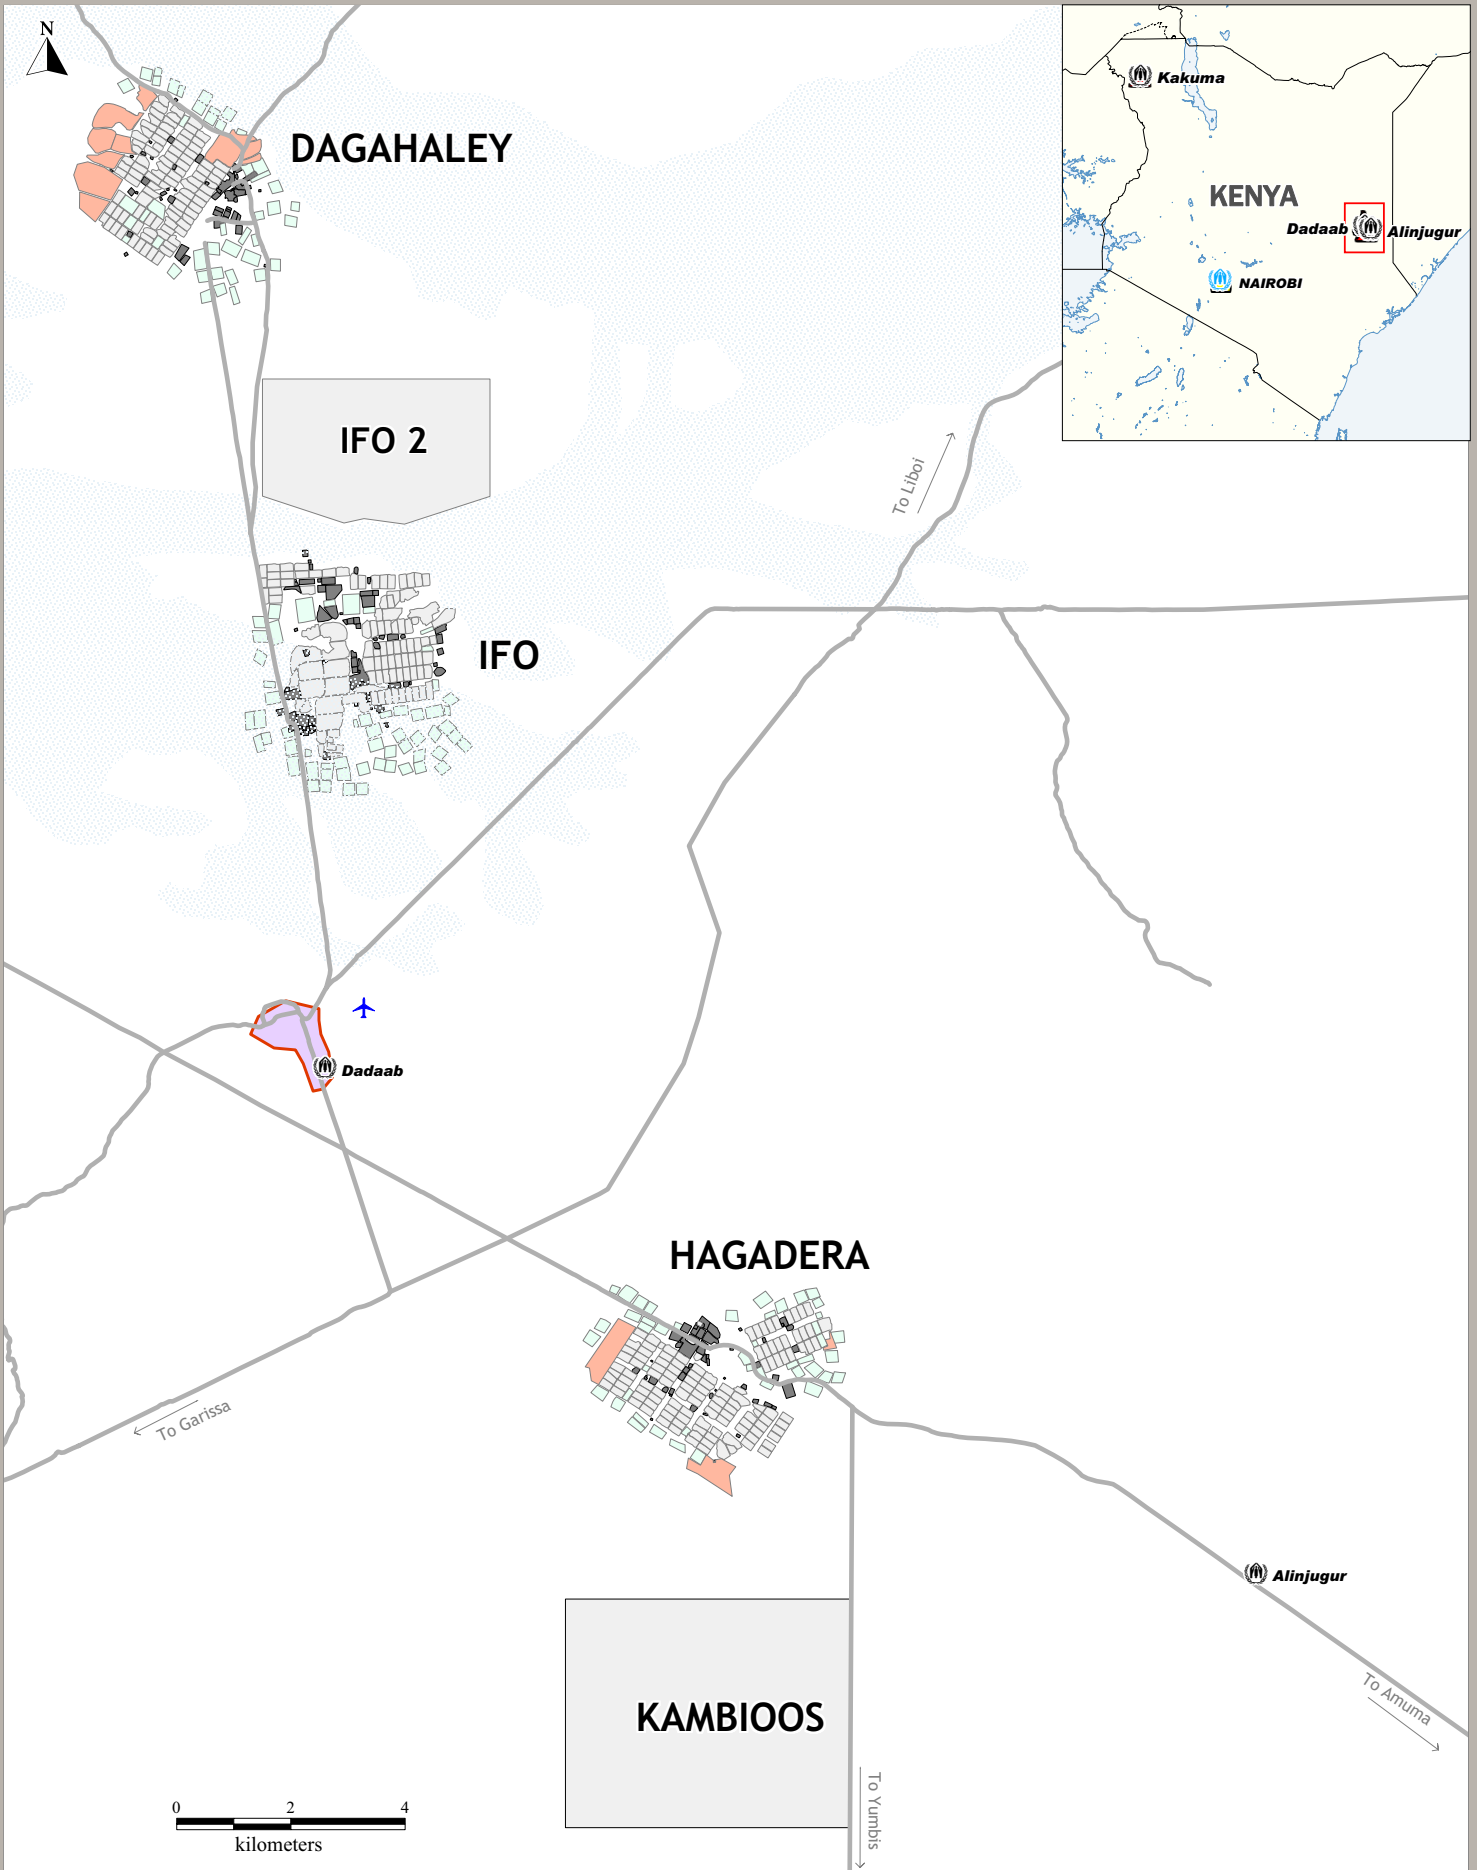 N
DAGAHALEY
Kakuma
KENYA
Dadaab
Alinjugur
NAIROBI
IFO 2
To Liboi
IFO
Dadaab
HAGADERA
To Garissa
Alinjugur
To Amuma
KAMBIOOS
To Yumbis
0 2 4
kilometers